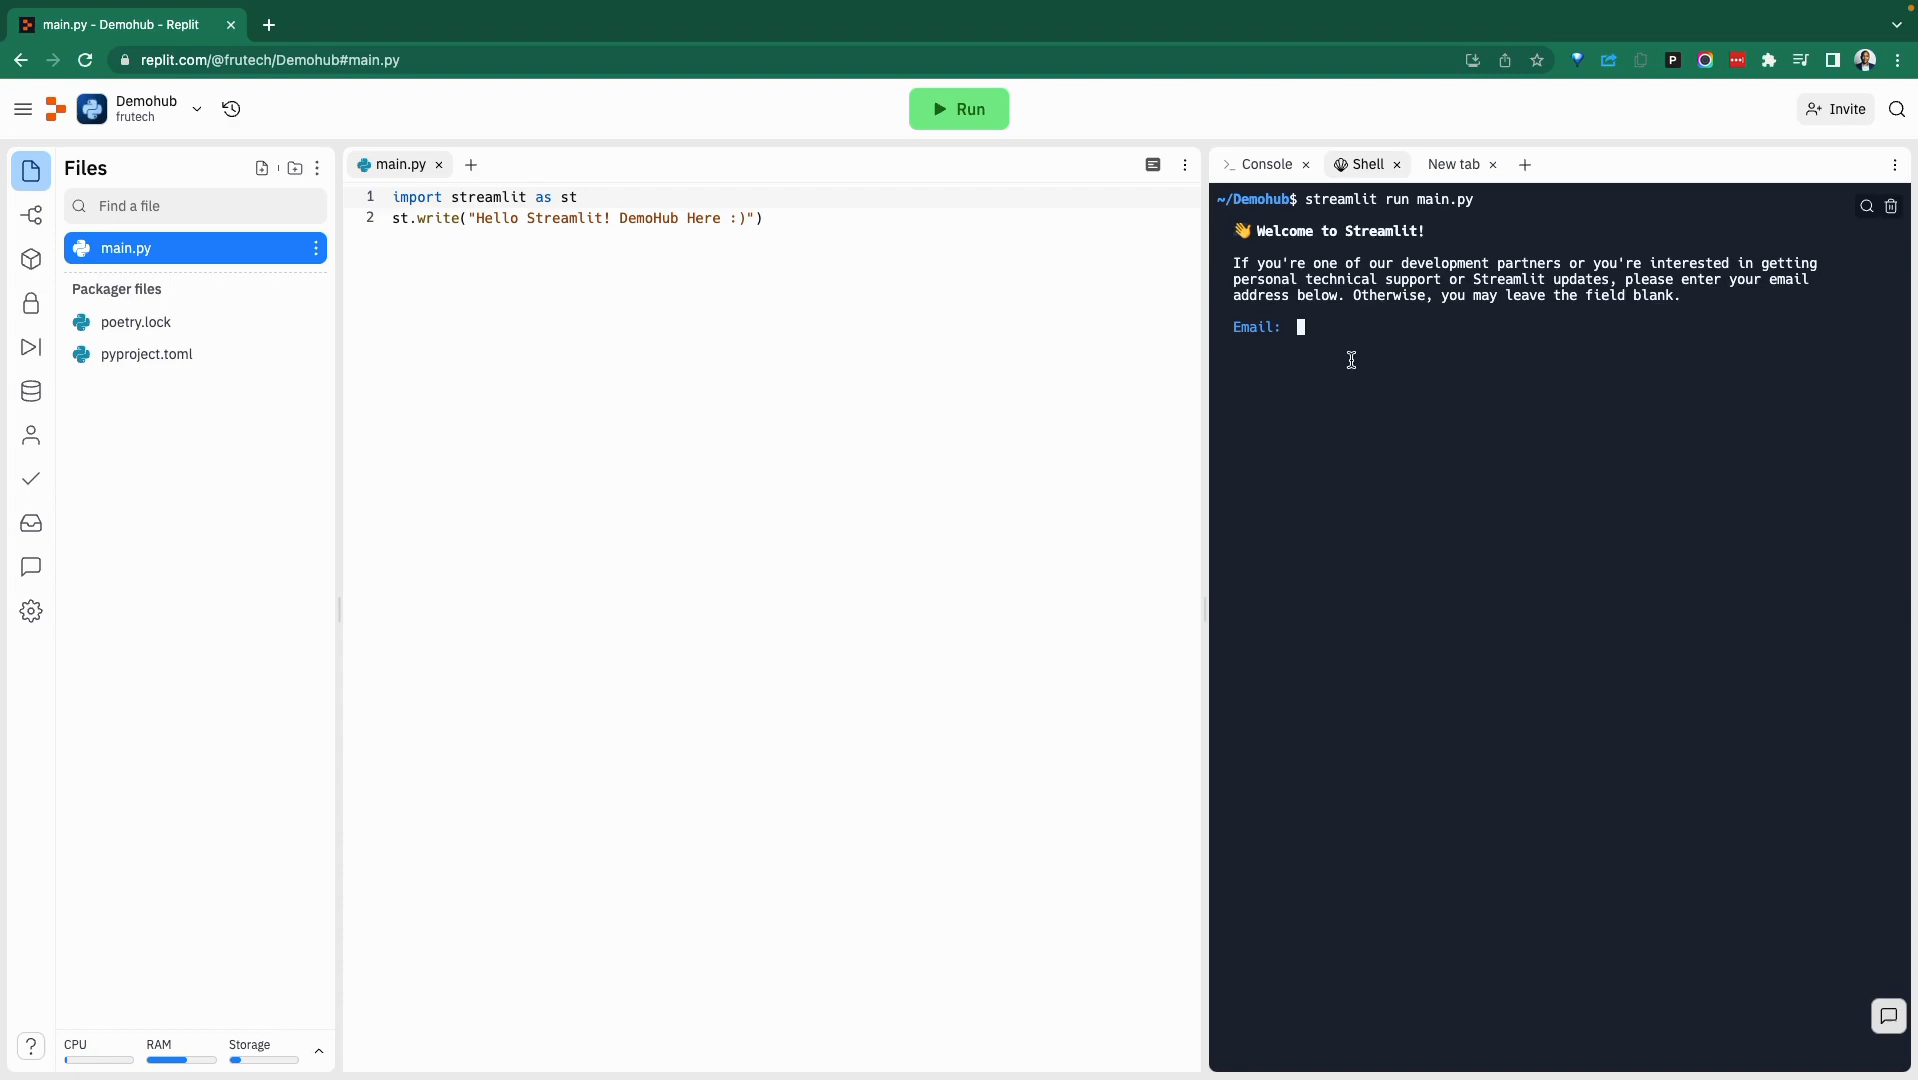 main.py - Demohub - Replit
replit.com/@frutech/Demohub#main.py
P
Demohub
frutech
Run
Invite
Files
Find a file
main.py
Packager files
poetry.lock
pyproject.toml
CPU
RAM
Storage
main.py
1 import streamlit as st
2 st.write("Hello Streamlit! DemoHub Here :)")
Console
Shell
New tab
~/Demohub$ streamlit run main.py
👋 Welcome to Streamlit!
If you're one of our development partners or you're interested in getting
personal technical support or Streamlit updates, please enter your email
address below. Otherwise, you may leave the field blank.
Email: